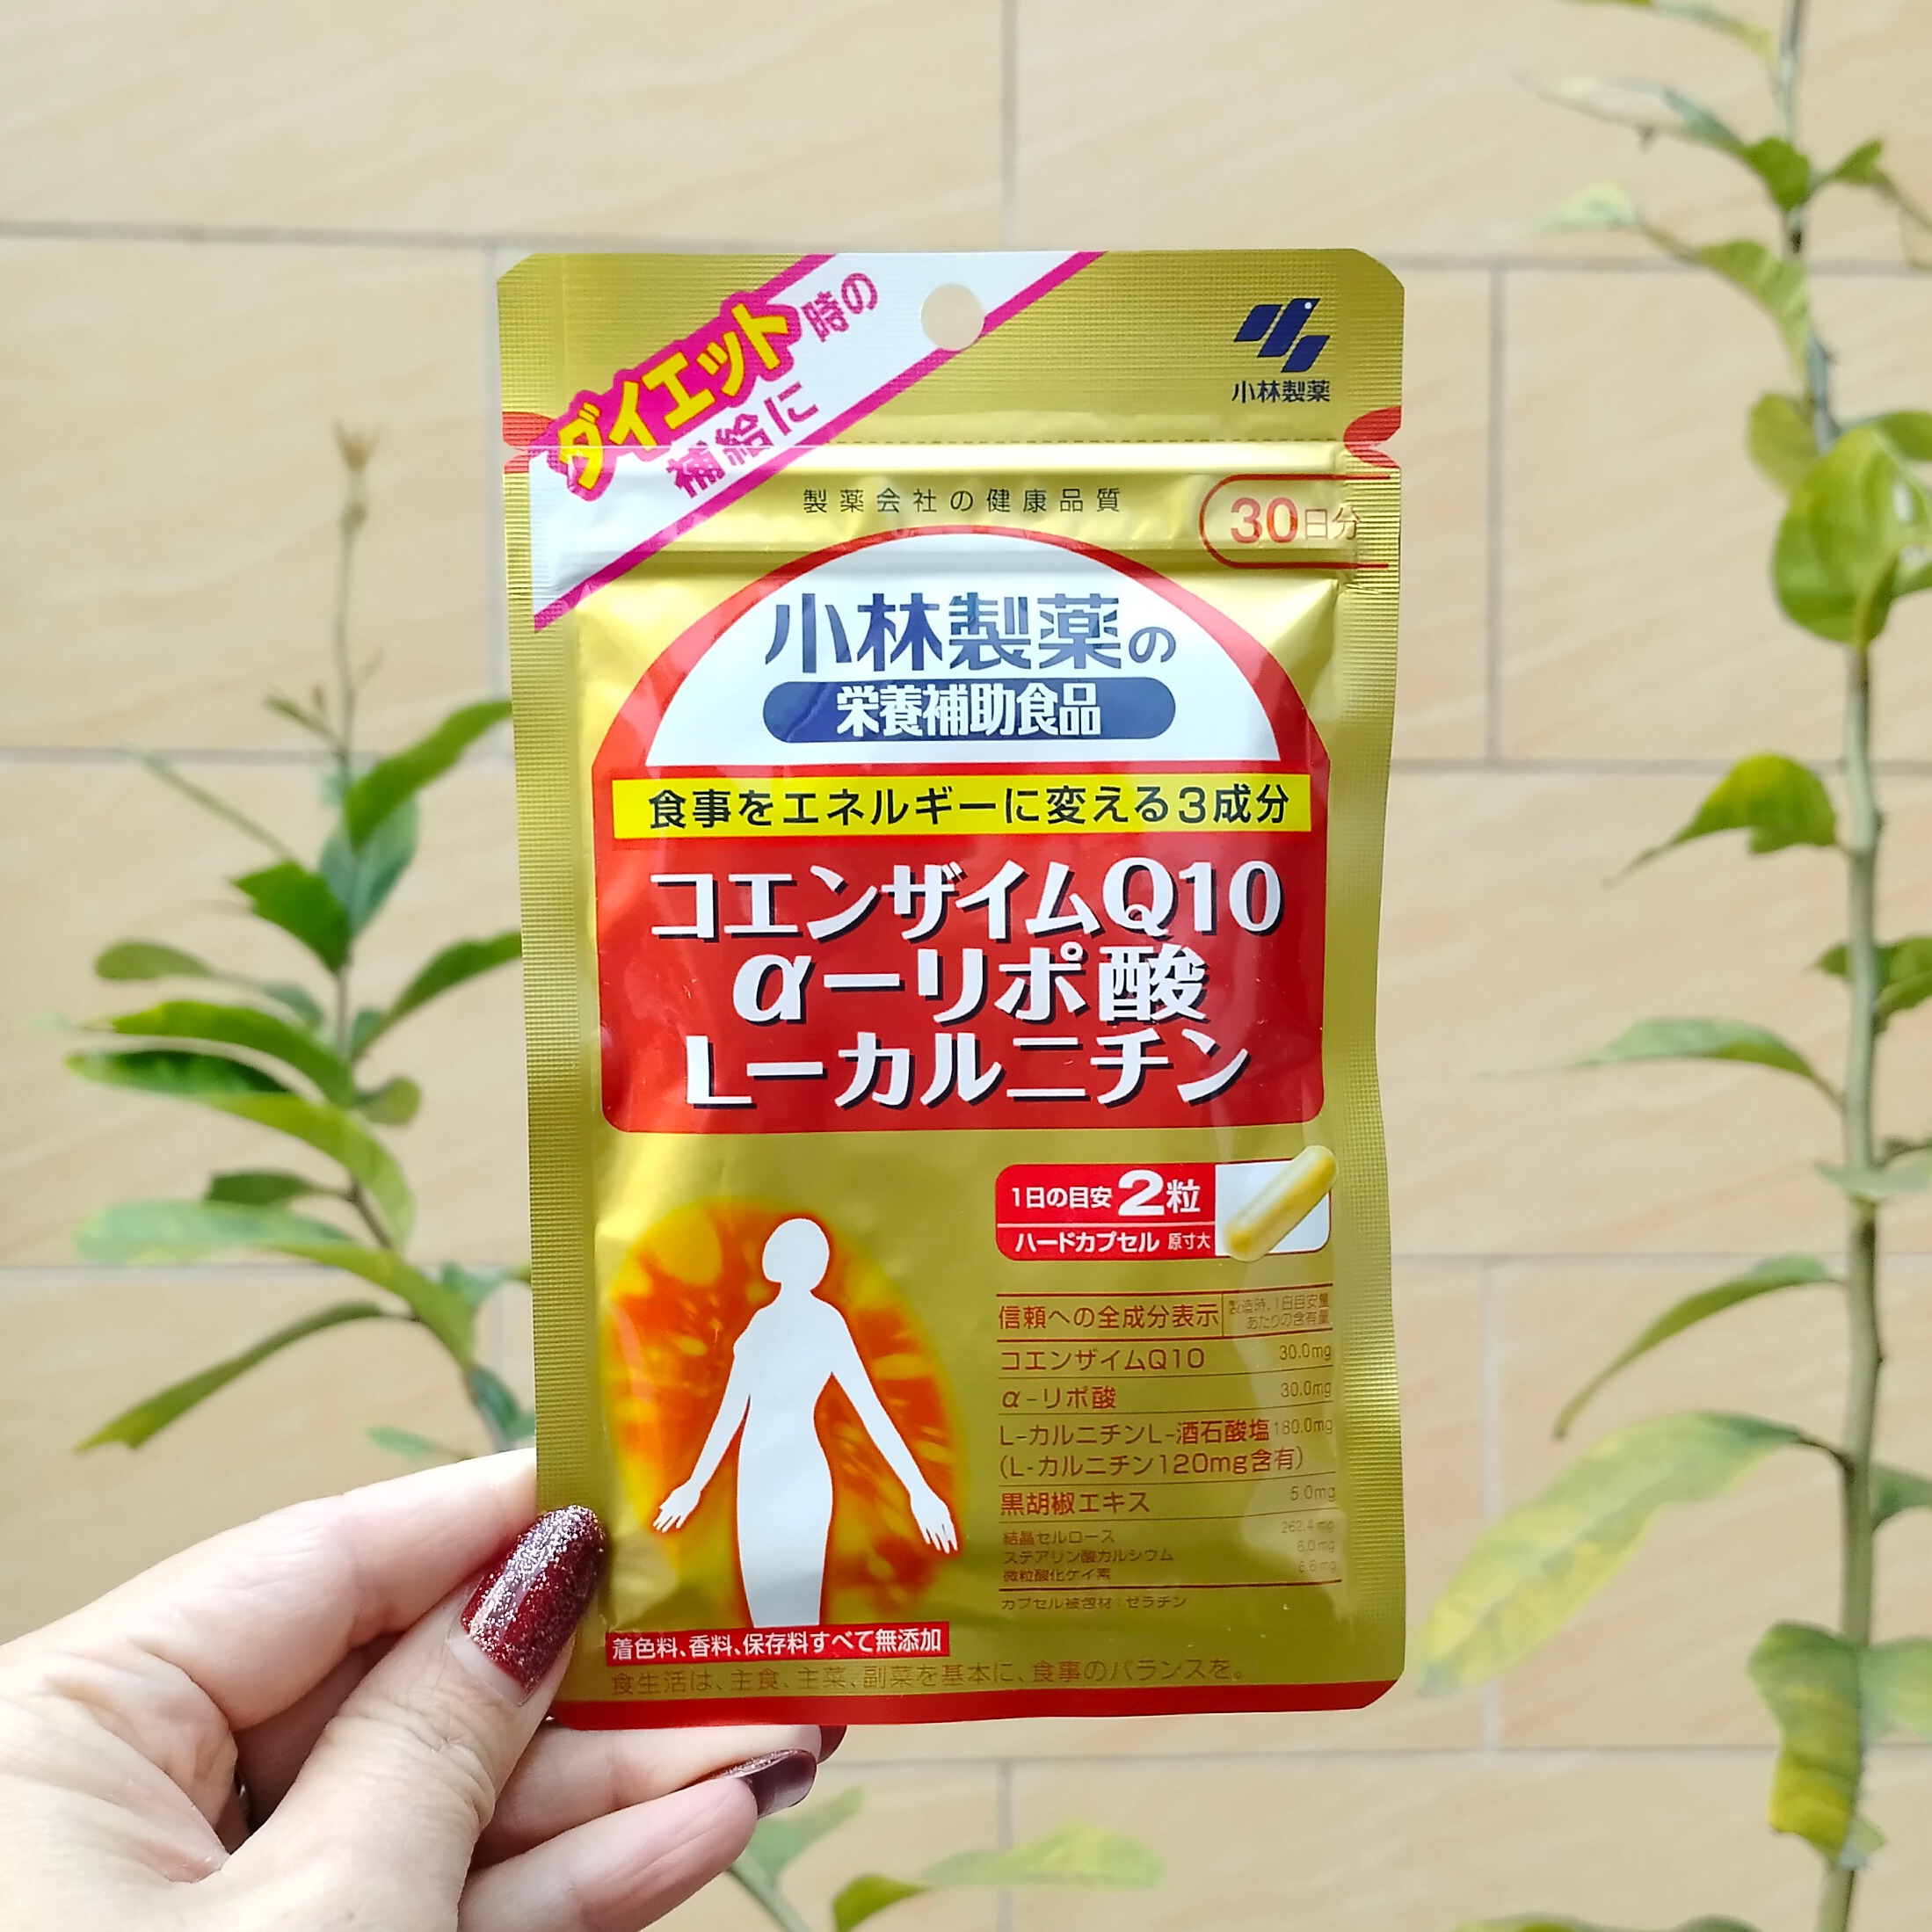 ダイエット時の
補給に
小林製薬
製薬会社の健康品質
30日分
小林製薬の
栄養補助食品
食事をエネルギーに変える3成分
コエンザイムQ10
α-リポ酸
L-カルニチン
1日の目安2粒
ハードカプセル 原寸大
信頼への全成分表示 製造時、1日目安量
あたりの含有量
コエンザイムQ10 30.0mg
α-リポ酸 30.0mg
L-カルニチンL-酒石酸塩 180.0mg
(L-カルニチン120mg含有)
黒胡椒エキス 5.0mg
結晶セルロース 262.4mg
ステアリン酸カルシウム 6.0mg
微粒酸化ケイ素 6.6mg
カプセル被包材:ゼラチン
着色料、香料、保存料すべて無添加
食生活は、主食、主菜、副菜を基本に、食事のバランスを。